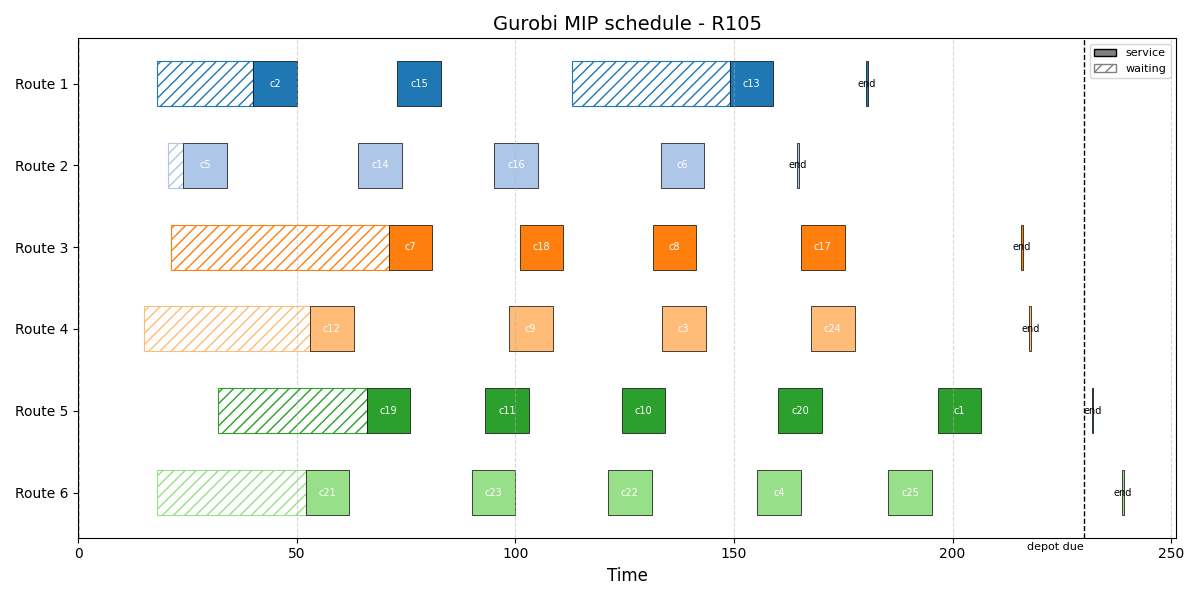 Gurobi MIP schedule - R105
service
waiting
Route 1
c2
c15
c13
end
Route 2
c5
c14
c16
c6
end
Route 3
c7
c18
c8
c17
end
Route 4
c12
c9
c3
c24
end
Route 5
c19
c11
c10
c20
c1
end
Route 6
c21
c23
c22
c4
c25
end
depot due
0 50 100 150 200 250
Time